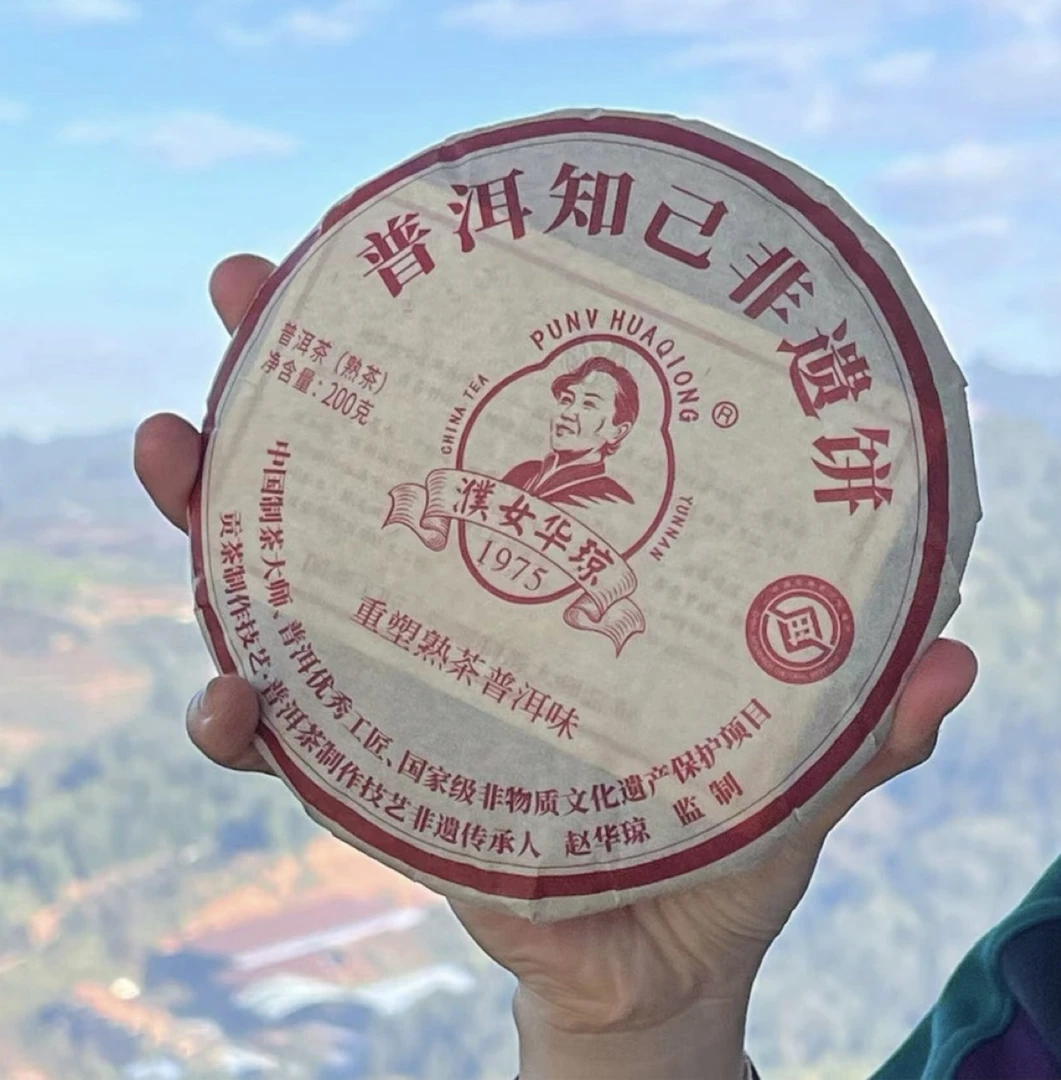 普洱知己非遗饼
普洱茶（熟茶）
净含量：200克
PUNV HUAQIONG
®
CHINA TEA
YUNNAN
濮女华琼
1975
重塑熟茶普洱味
中国制茶大师、普洱优秀工匠、国家级非物质文化遗产保护项目
贡茶制作技艺·普洱茶制作技艺非遗传承人 赵华琼 监制